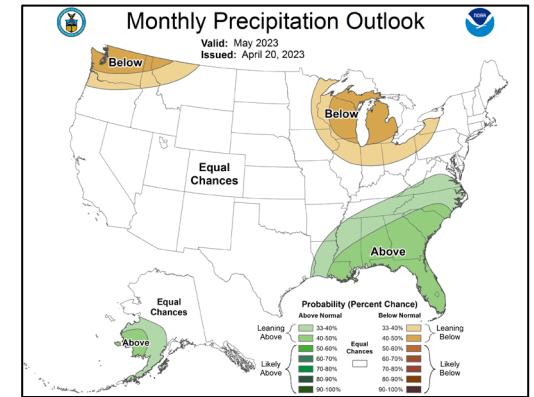 Monthly Precipitation Outlook
noaa
Valid: May 2023
Issued: April 20, 2023
Below
Below
Equal
Chances
Above
Equal
Chances
Above
Probability (Percent Chance)
Above Normal
Below Normal
Leaning
Above
33-40%
40-50%
Likely
Above
50-60%
60-70%
70-80%
80-90%
90-100%
Equal
Chances
33-40%
40-50%
Leaning
Below
50-60%
60-70%
70-80%
80-90%
90-100%
Likely
Below